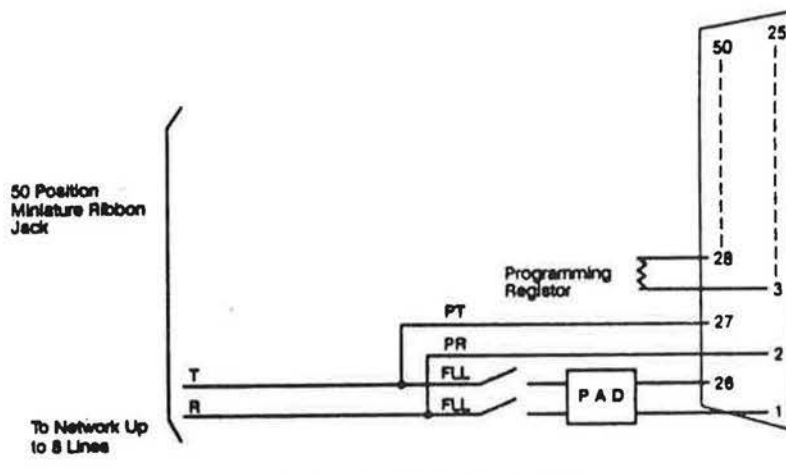 25
50
50 Position
Miniature Ribbon
Jack
28
Programming
Registor
3
PT
27
PR
2
T
FLL
26
PAD
R
FLL
1
To Network Up
to 8 Lines